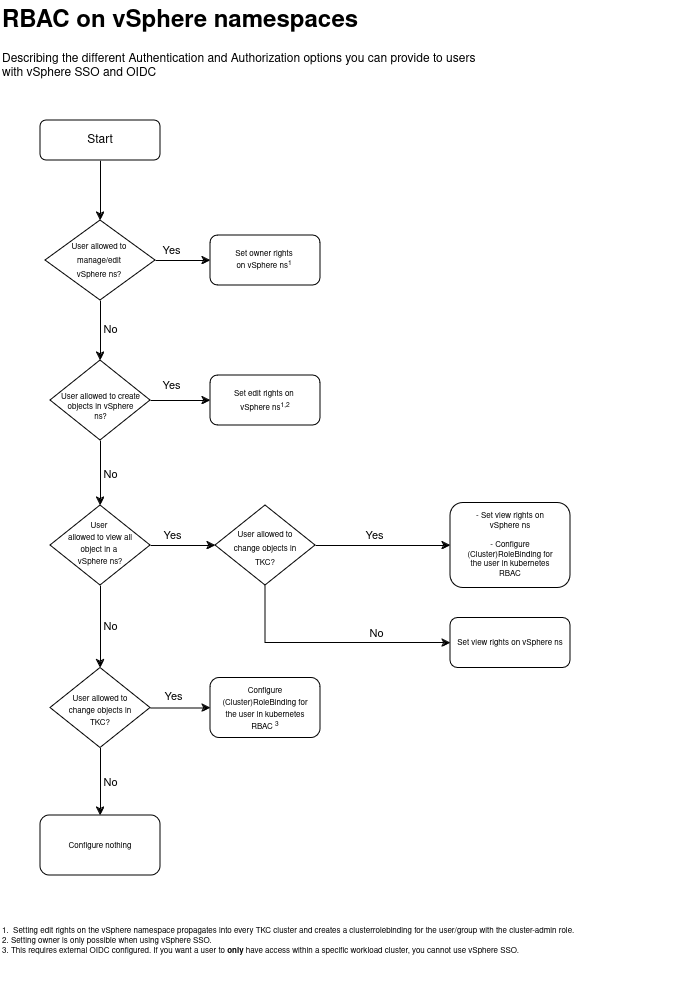 RBAC on vSphere namespaces
Describing the different Authentication and Authorization options you can provide to users
with vSphere SSO and OIDC
Start
User allowed to
manage/edit
vSphere ns?
Yes
Set owner rights
on vSphere ns1
No
User allowed to create
objects in vSphere
ns?
Yes
Set edit rights on
vSphere ns1,2
No
User
allowed to view all
object in a
vSphere ns?
Yes
User allowed to
change objects in
TKC?
Yes
- Set view rights on
vSphere ns
- Configure
(Cluster)RoleBinding for
the user in kubernetes
RBAC
No
Set view rights on vSphere ns
No
User allowed to
change objects in
TKC?
Yes
Configure
(Cluster)RoleBinding for
the user in kubernetes
RBAC 3
No
Configure nothing
1. Setting edit rights on the vSphere namespace propagates into every TKC cluster and creates a clusterrolebinding for the user/group with the cluster-admin role.
2. Setting owner is only possible when using vSphere SSO.
3. This requires external OIDC configured. If you want a user to only have access within a specific workload cluster, you cannot use vSphere SSO.